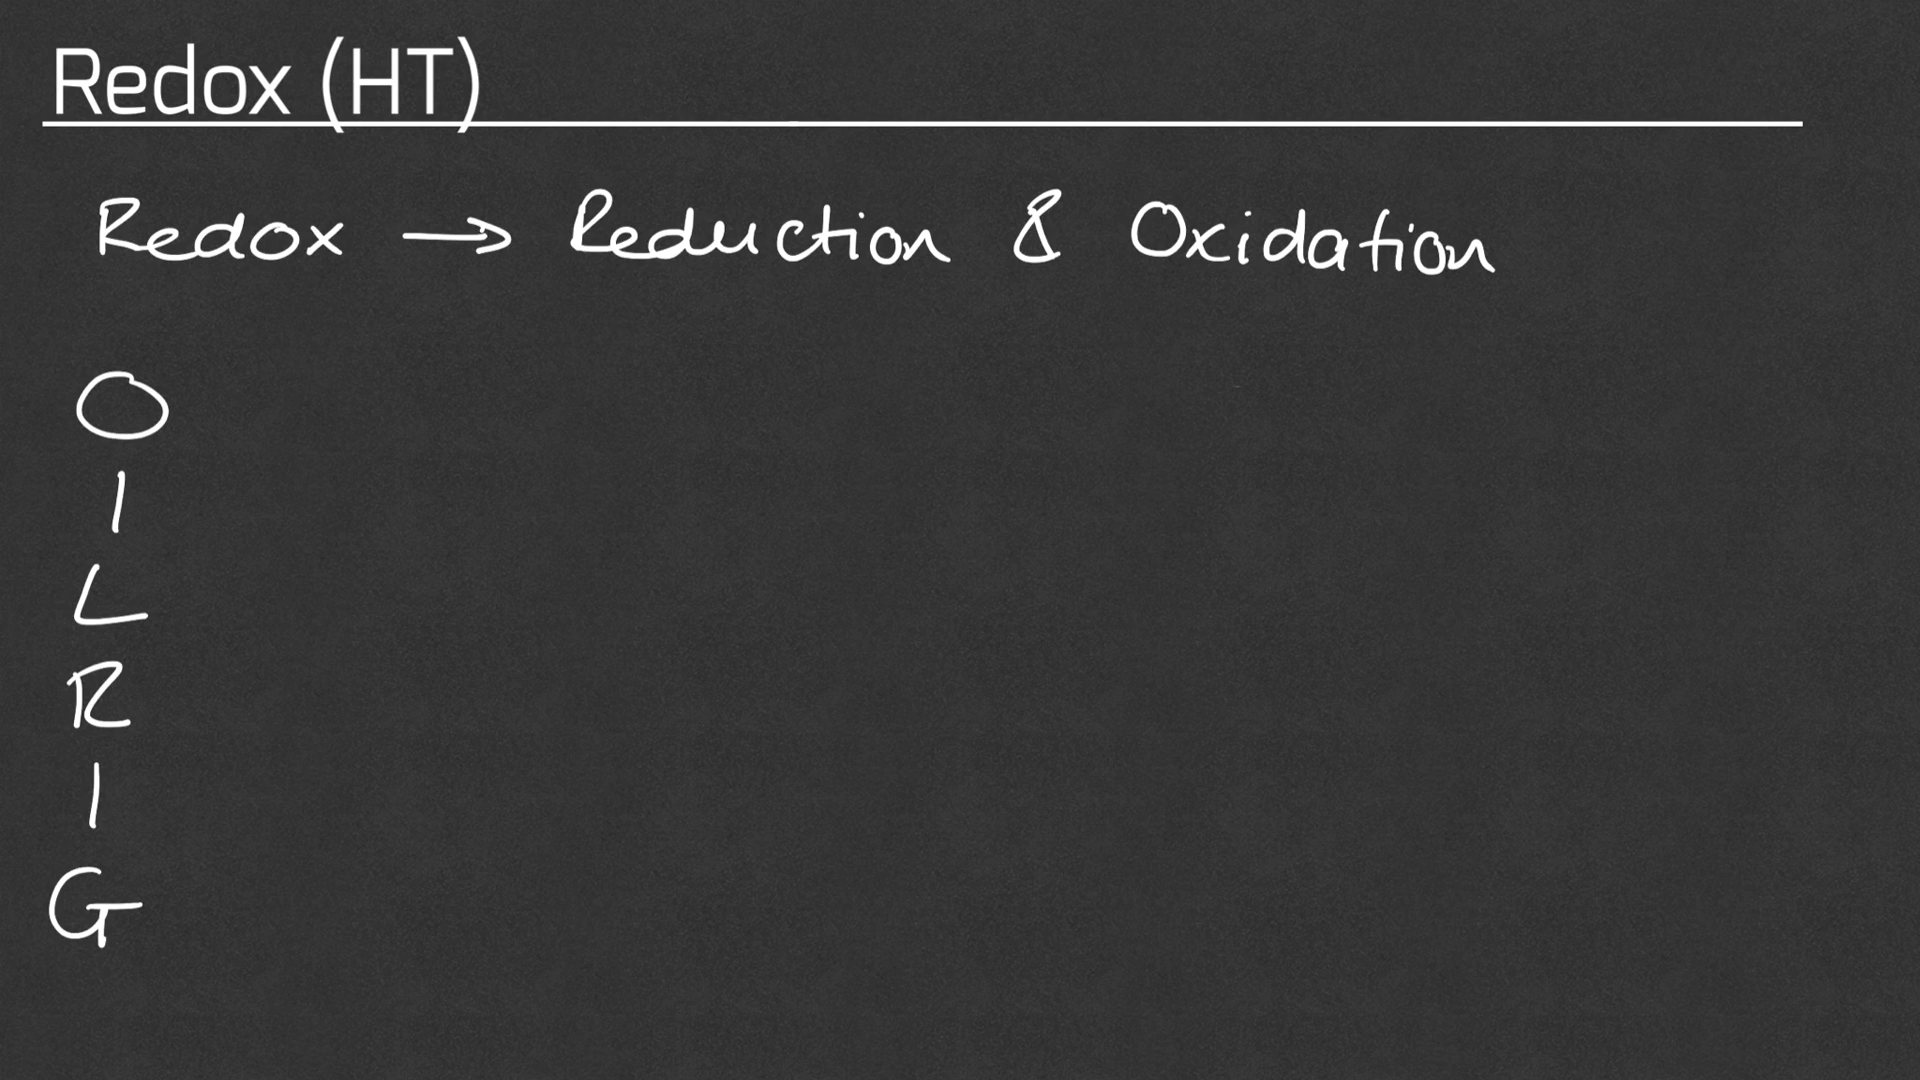 Redox (HT)
Redox → Reduction & Oxidation
O
I
L
R
I
G